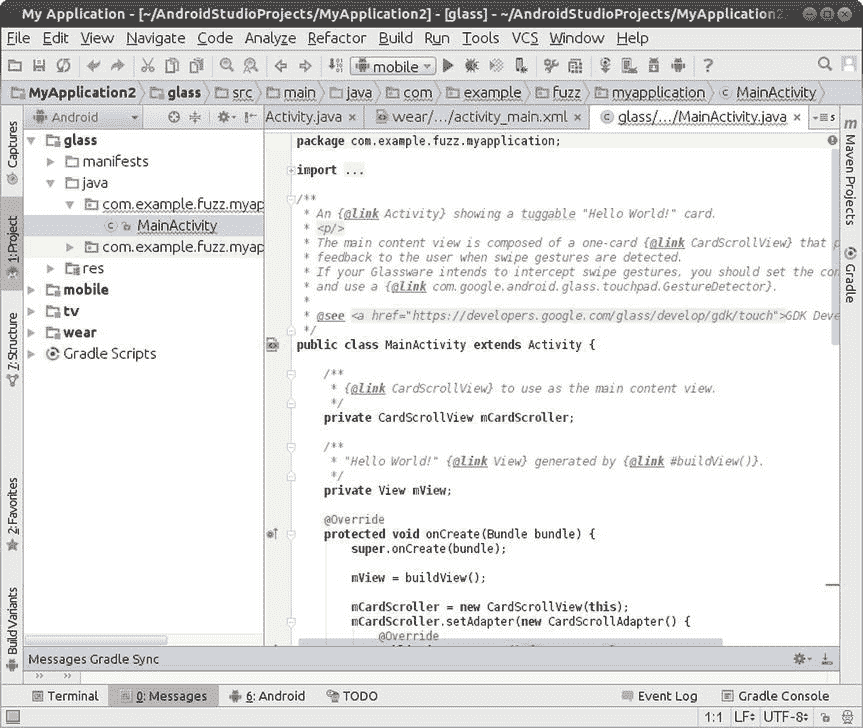 My Application - [~/AndroidStudioProjects/MyApplication2] - [glass] - ~/AndroidStudioProjects/MyApplication2
File Edit View Navigate Code Analyze Refactor Build Run Tools VCS Window Help
mobile
MyApplication2 glass src main java com example fuzz myapplication MainActivity
Android
Activity.java wear/.../activity_main.xml glass/.../MainActivity.java
Captures
1: Project
7: Structure
2: Favorites
Build Variants
glass
manifests
java
com.example.fuzz.myap
MainActivity
com.example.fuzz.myap
res
mobile
tv
wear
Gradle Scripts
package com.example.fuzz.myapplication;
import ...
/**
* An {@link Activity} showing a tuggable "Hello World!" card.
* <p/>
* The main content view is composed of a one-card {@link CardScrollView} that p
* feedback to the user when swipe gestures are detected.
* If your Glassware intends to intercept swipe gestures, you should set the con
* and use a {@link com.google.android.glass.touchpad.GestureDetector}.
*
* @see <a href="https://developers.google.com/glass/develop/gdk/touch">GDK Deve
*/
public class MainActivity extends Activity {
/**
* {@link CardScrollView} to use as the main content view.
*/
private CardScrollView mCardScroller;
/**
* "Hello World!" {@link View} generated by {@link #buildView()}.
*/
private View mView;
@Override
protected void onCreate(Bundle bundle) {
super.onCreate(bundle);
mView = buildView();
mCardScroller = new CardScrollView(this);
mCardScroller.setAdapter(new CardScrollAdapter() {
@Override
Maven Projects
Gradle
Messages Gradle Sync
Terminal 0: Messages 6: Android TODO Event Log Gradle Console
1:1 LF UTF-8